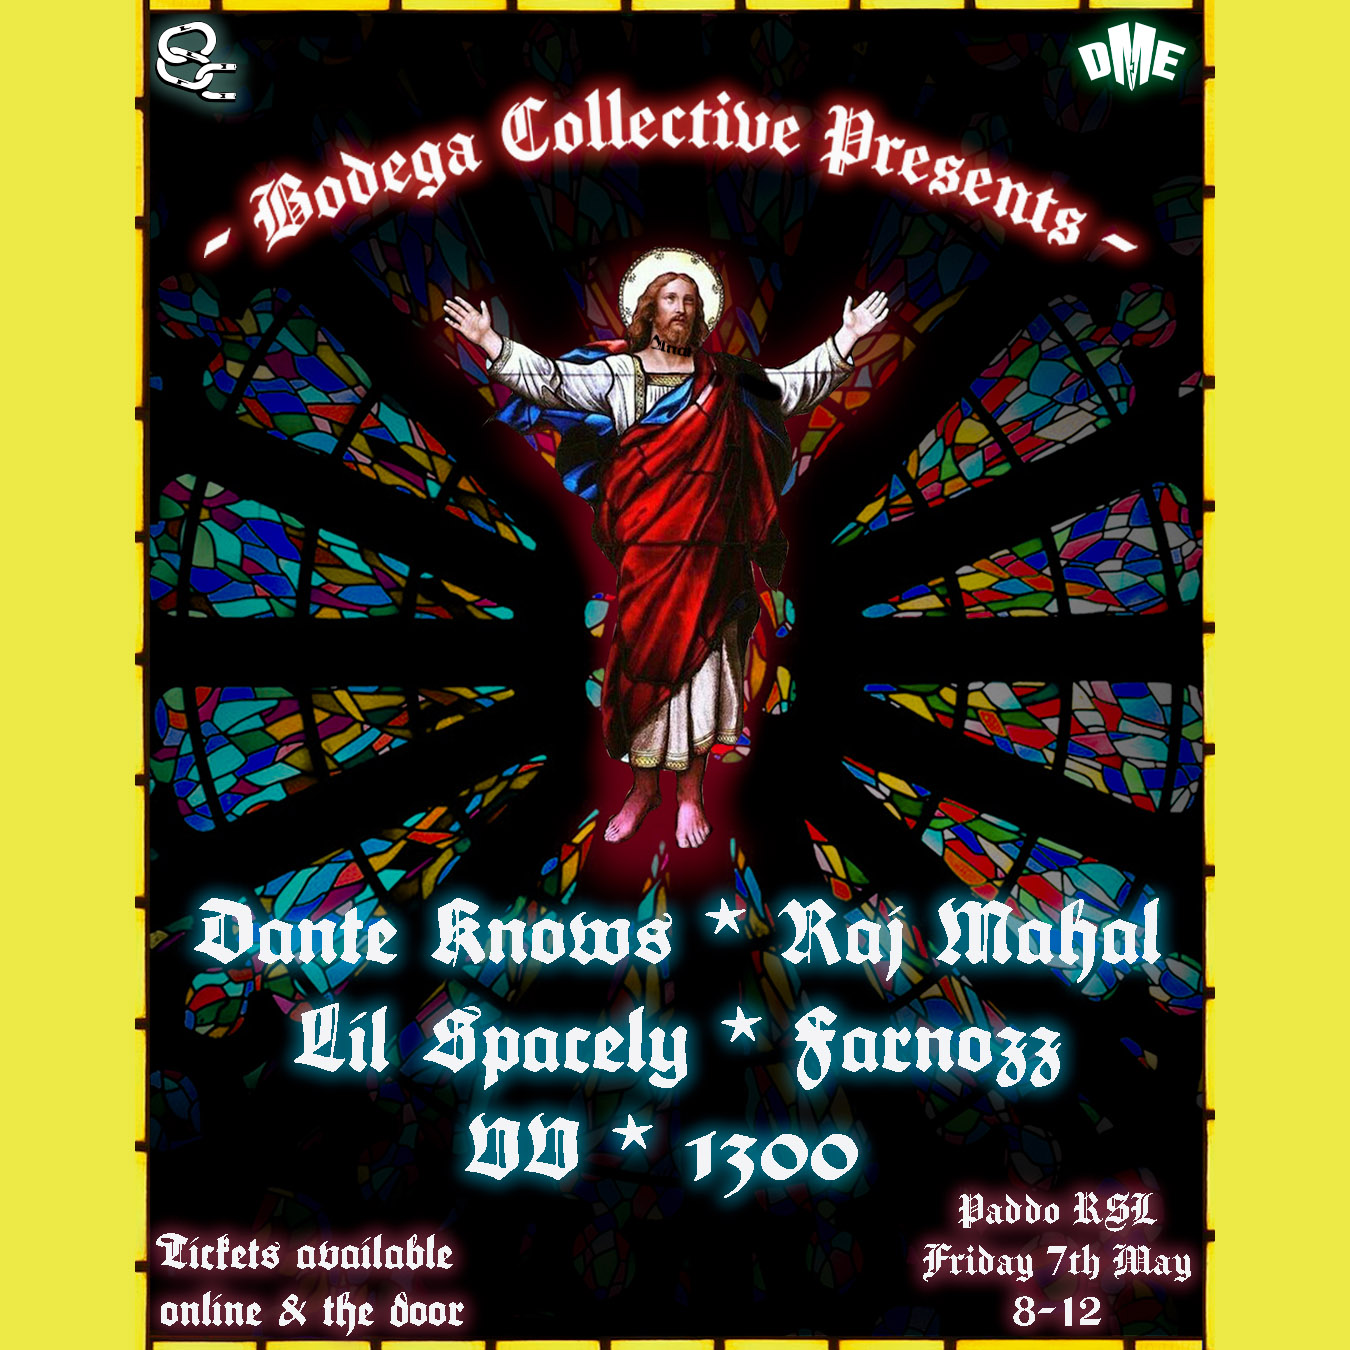 DME
- Bodega Collective Presents -
Dante Knows * Raj Mahal
Lil Spacely * Farnozz
VV * 1300
Paddo RSL
Friday 7th May
8-12
Tickets available
online & the door